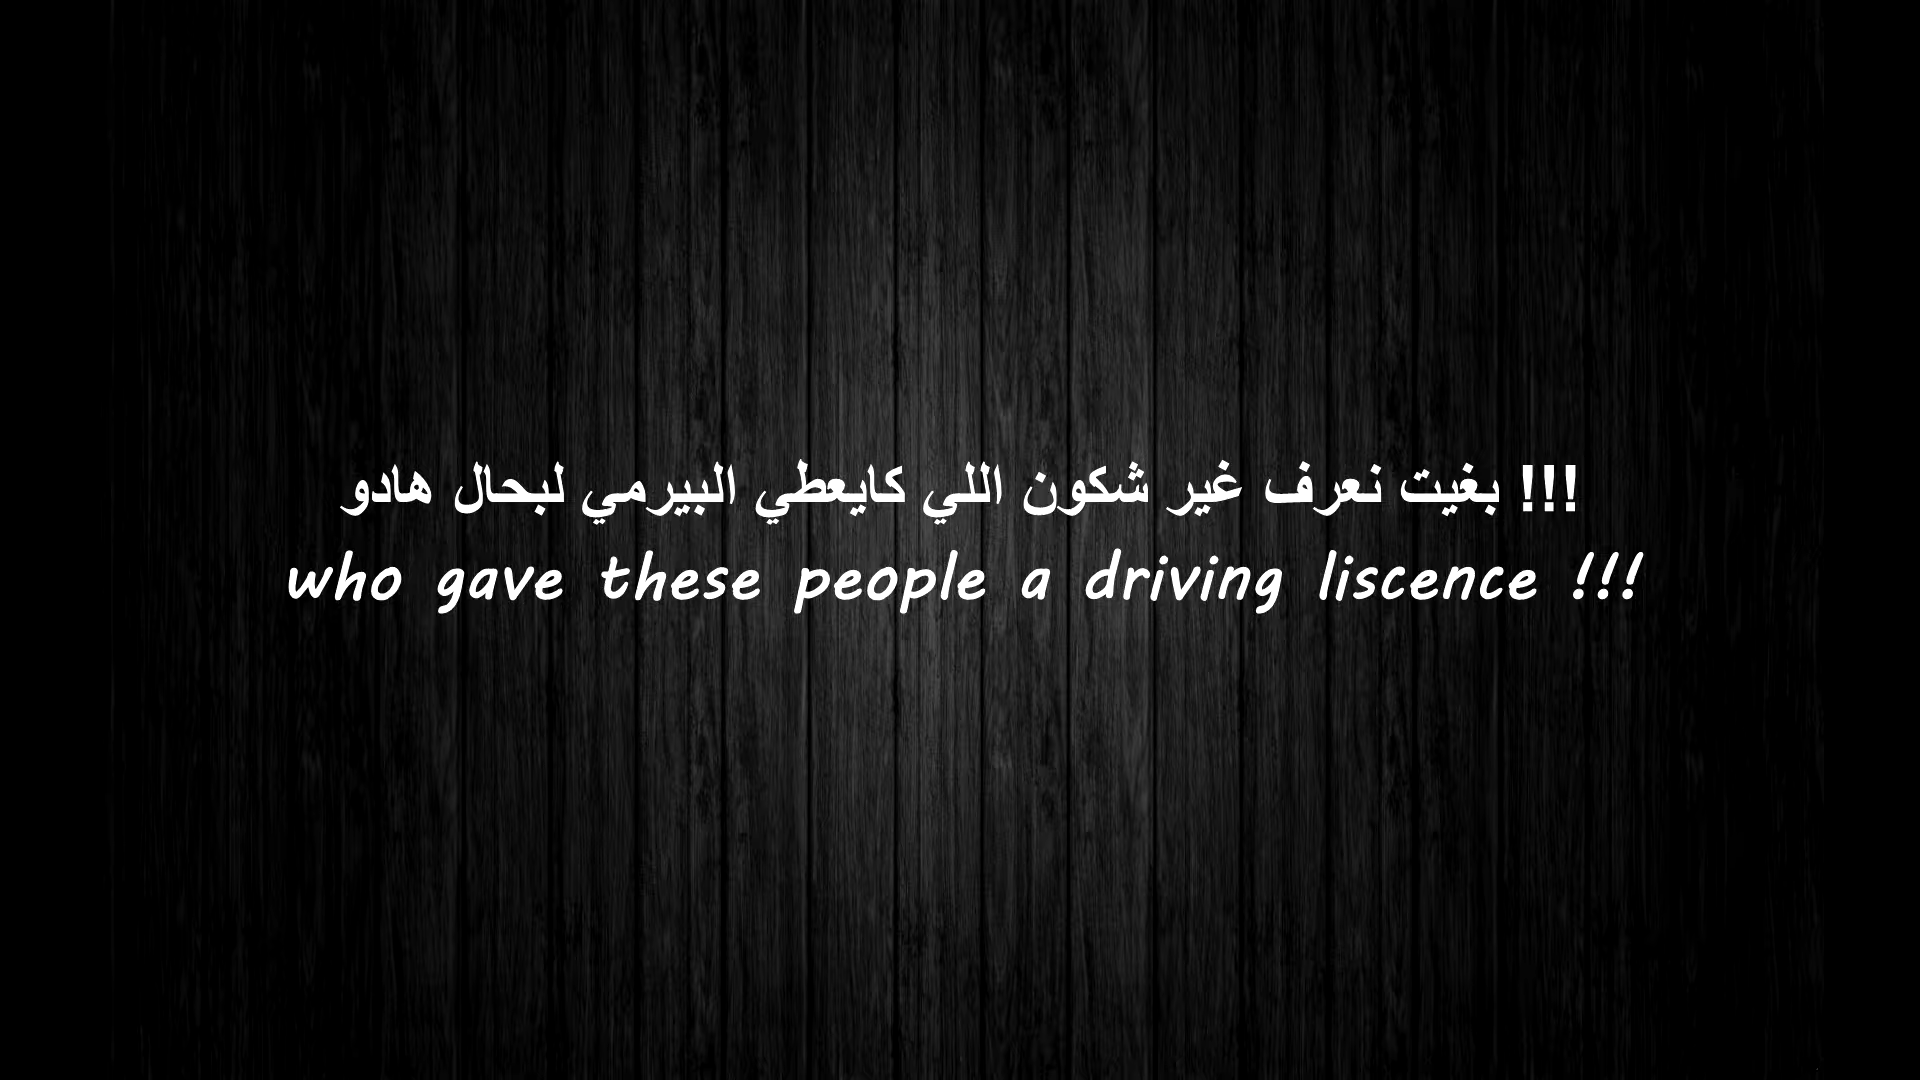 !!! بغيت نعرف غير شكون اللي كايعطي البيرمي لبحال هادو
who gave these people a driving liscence !!!